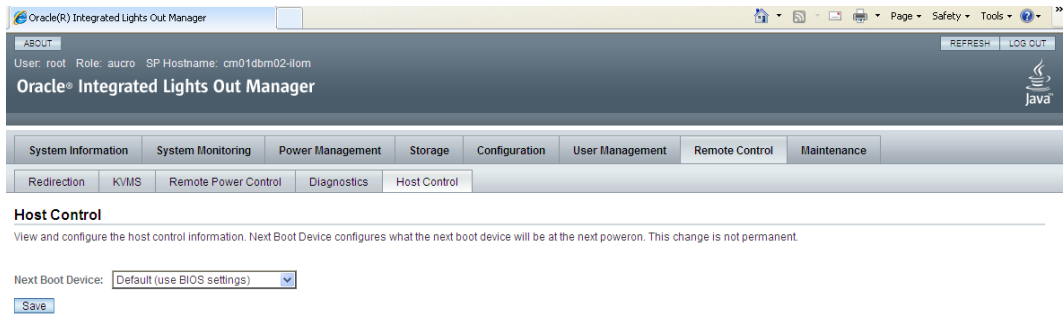 Oracle(R) Integrated Lights Out Manager
Page Safety Tools »
ABOUT REFRESH LOG OUT
User: root Role: aucro SP Hostname: cm01dbm02-ilom
Oracle® Integrated Lights Out Manager
Java™
System Information System Monitoring Power Management Storage Configuration User Management Remote Control Maintenance
Redirection KVMS Remote Power Control Diagnostics Host Control
Host Control
View and configure the host control information. Next Boot Device configures what the next boot device will be at the next poweron. This change is not permanent.
Next Boot Device: Default (use BIOS settings)
Save